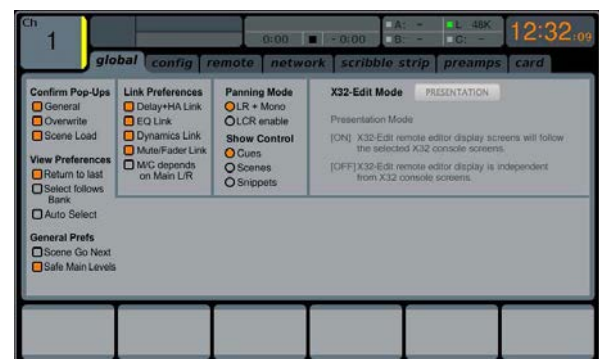 Ch
1
0:00 - 0:00
A: - L 48K
B: - C: -
12:32:09
global config remote network scribble strip preamps card
Confirm Pop-Ups
General
Overwrite
Scene Load
View Preferences
Return to last
Select follows
Bank
Auto Select
General Prefs
Scene Go Next
Safe Main Levels
Link Preferences
Delay+HA Link
EQ Link
Dynamics Link
Mute/Fader Link
M/C depends
on Main L/R
Panning Mode
LR + Mono
LCR enable
Show Control
Cues
Scenes
Snippets
X32-Edit Mode PRESENTATION
Presentation Mode
[ON] X32-Edit remote editor display screens will follow
the selected X32 console screens.
[OFF] X32-Edit remote editor display is independent
from X32 console screens.